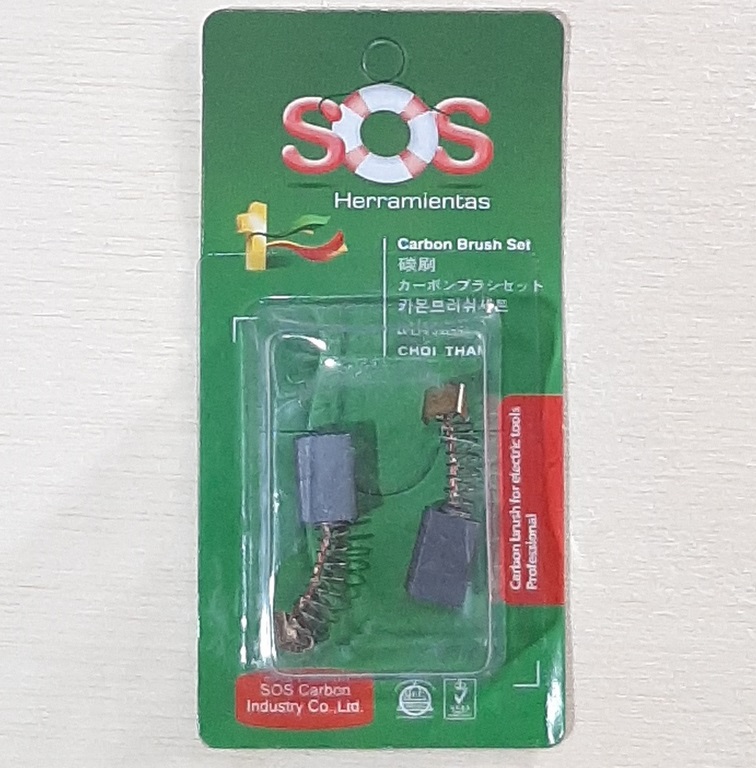 SOS
Herramientas
Carbon Brush Set
碳刷
カーボンブラシセット
카본브러쉬세트
CHOI THAN
Carbon brush for electric tools
Professional
SOS Carbon
Industry Co.,Ltd.